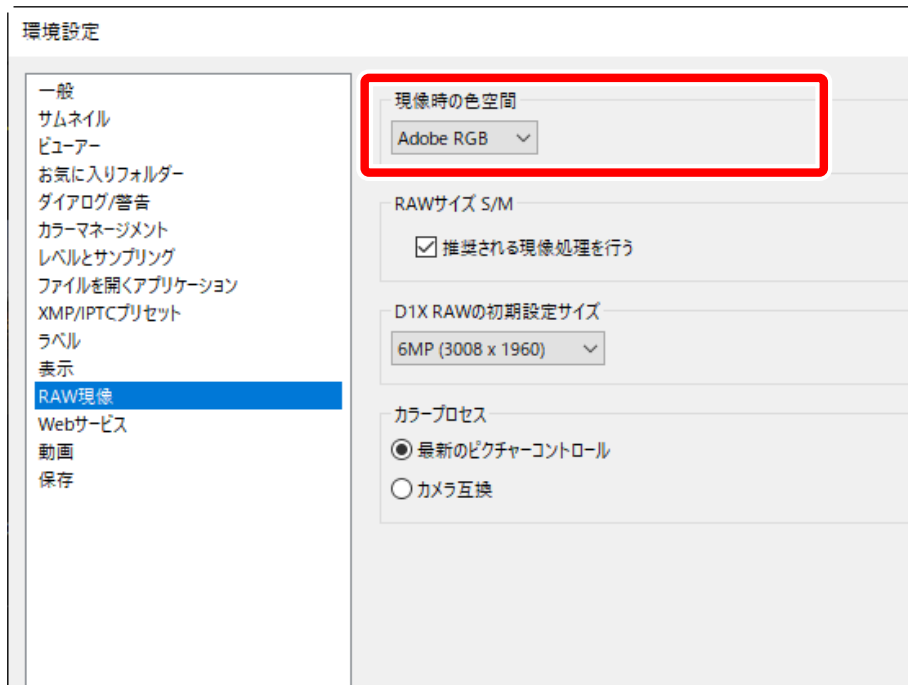 環境設定
一般
サムネイル
ビューアー
お気に入りフォルダー
ダイアログ/警告
カラーマネージメント
レベルとサンプリング
ファイルを開くアプリケーション
XMP/IPTCプリセット
ラベル
表示
RAW現像
Webサービス
動画
保存
現像時の色空間
Adobe RGB
RAWサイズ S/M
推奨される現像処理を行う
D1X RAWの初期設定サイズ
6MP (3008 x 1960)
カラープロセス
最新のピクチャーコントロール
カメラ互換